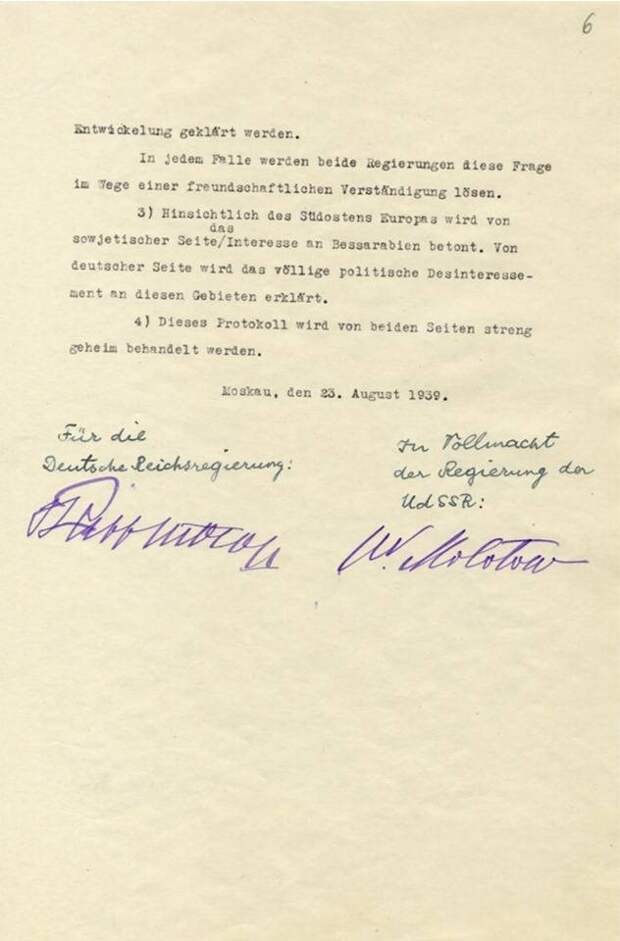 6
Entwickelung geklärt werden.
In jedem Falle werden beide Regierungen diese Frage
im Wege einer freundschaftlichen Verständigung lösen.
3) Hinsichtlich des Südostens Europas wird von
das
sowjetischer Seite/Interesse an Bessarabien betont. Von
deutscher Seite wird das völlige politische Desinteresse-
ment an diesen Gebieten erklärt.
4) Dieses Protokoll wird von beiden Seiten streng
geheim behandelt werden.
Moskau, den 23. August 1939.
Für die
Deutsche Reichsregierung:
In Vollmacht
der Regierung der
UdSSR:
Ribbentrop
W. Molotow